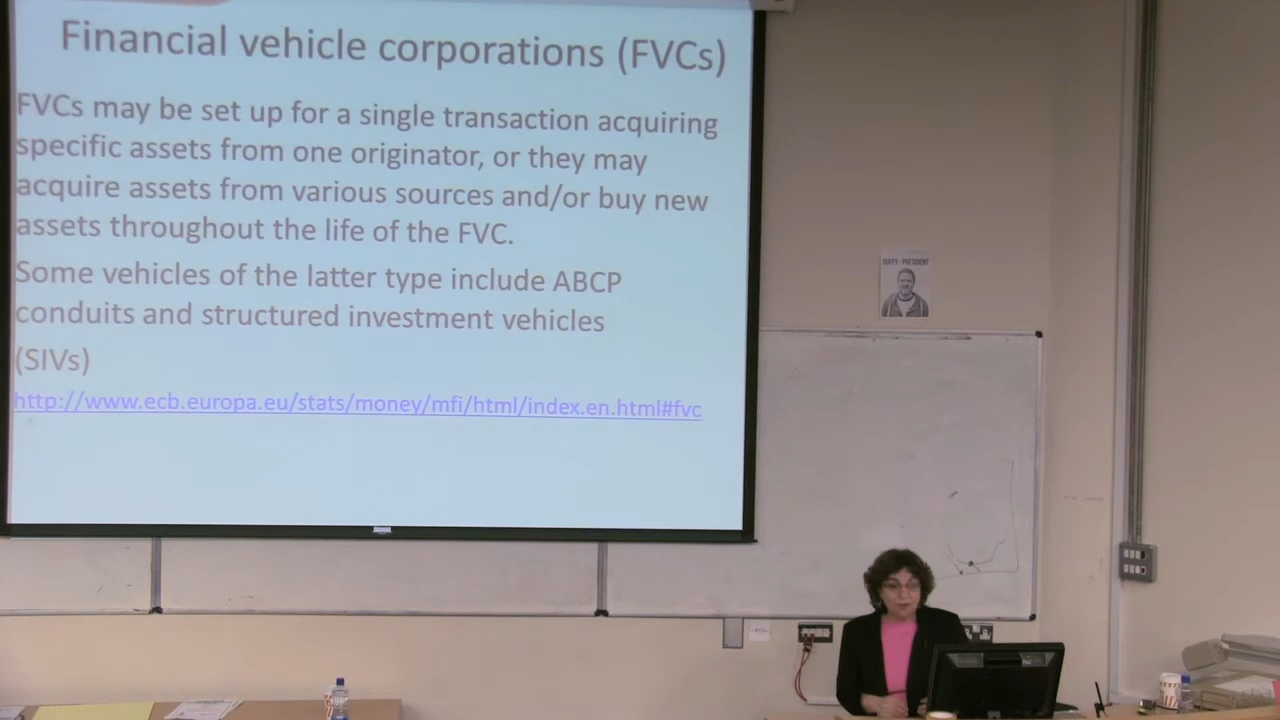 Financial vehicle corporations (FVCs)
FVCs may be set up for a single transaction acquiring
specific assets from one originator, or they may
acquire assets from various sources and/or buy new
assets throughout the life of the FVC.
Some vehicles of the latter type include ABCP
conduits and structured investment vehicles
(SIVs)
http://www.ecb.europa.eu/stats/money/mfi/html/index.en.html#fvc
PRESIDENT